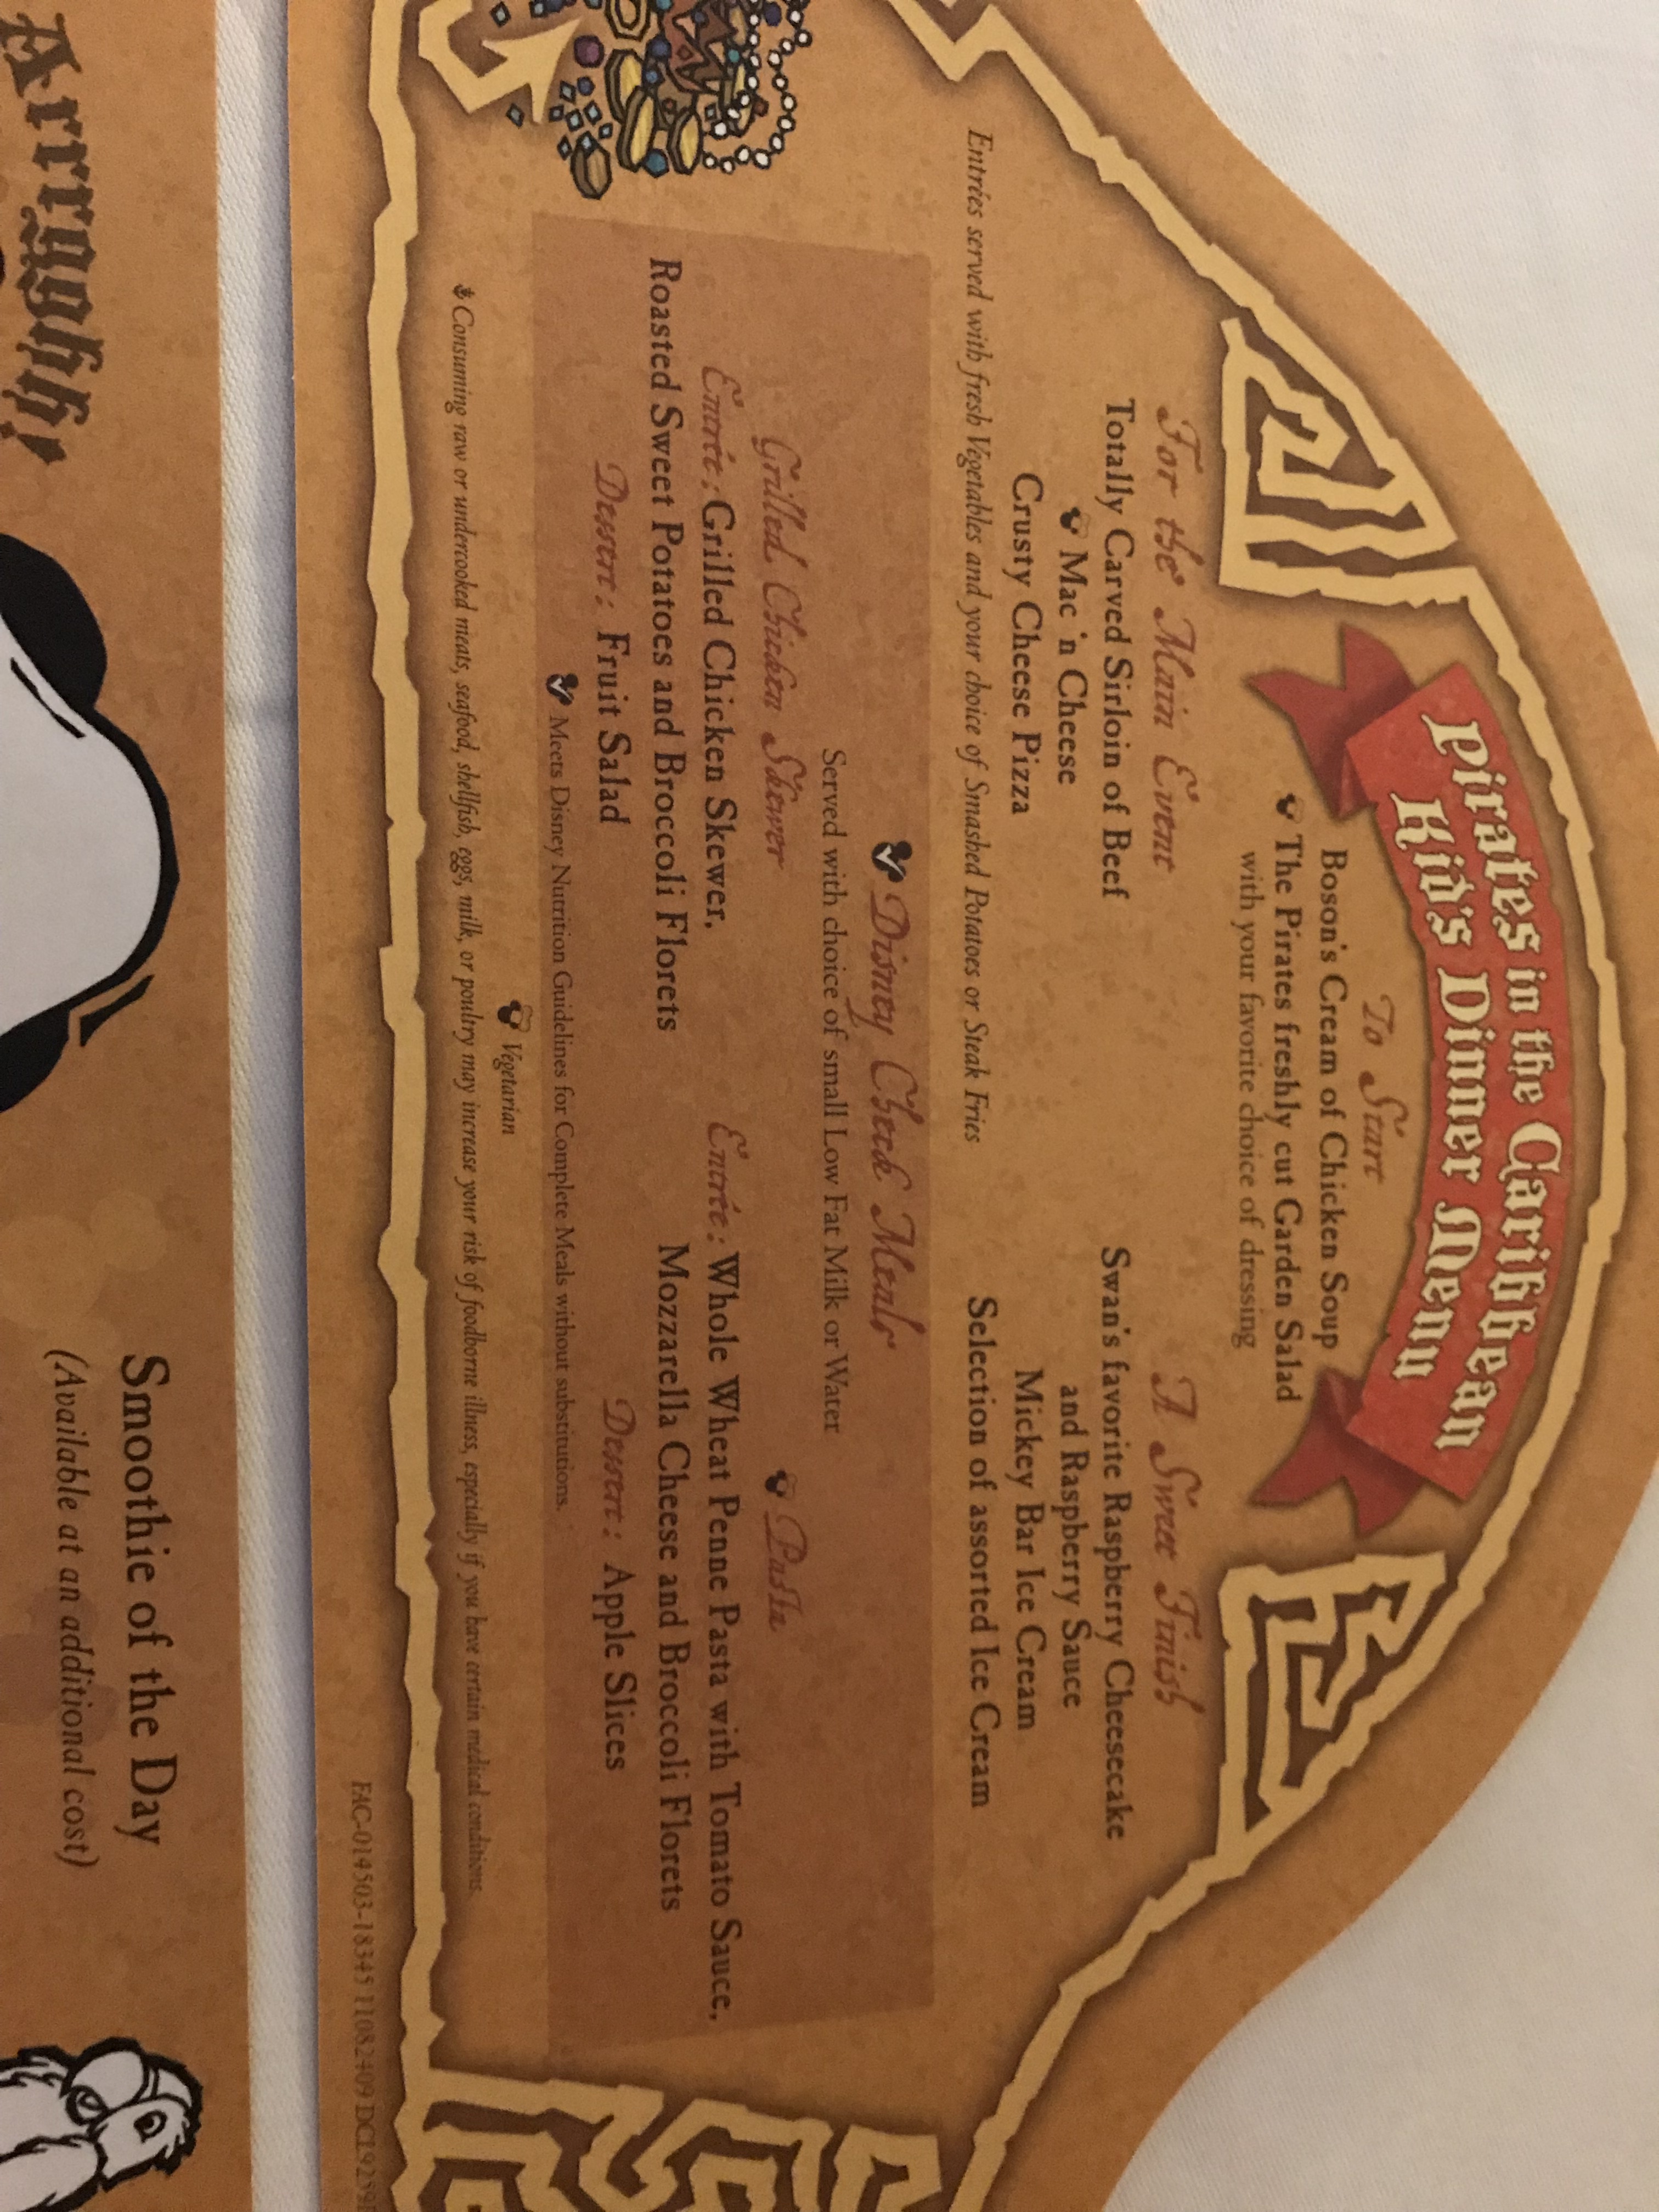 Pirates in the Caribbean
Kid's Dinner Menu
To Start
Boson's Cream of Chicken Soup
The Pirates freshly cut Garden Salad
with your favorite choice of dressing
For the Main Event
Totally Carved Sirloin of Beef
Mac 'n Cheese
Crusty Cheese Pizza
Entrées served with fresh Vegetables and your choice of Smashed Potatoes or Steak Fries
A Sweet Finish
Swan's favorite Raspberry Cheesecake
and Raspberry Sauce
Mickey Bar Ice Cream
Selection of assorted Ice Cream
Disney Check Meals
Served with choice of small Low Fat Milk or Water
Grilled Chicken Skewer
Entrée: Grilled Chicken Skewer,
Roasted Sweet Potatoes and Broccoli Florets
Dessert: Fruit Salad
Pasta
Entrée: Whole Wheat Penne Pasta with Tomato Sauce,
Mozzarella Cheese and Broccoli Florets
Dessert: Apple Slices
Meets Disney Nutrition Guidelines for Complete Meals without substitutions.
Vegetarian
Consuming raw or undercooked meats, seafood, shellfish, eggs, milk, or poultry may increase your risk of foodborne illness, especially if you have certain medical conditions.
Arrrgghh,
Smoothie of the Day
(Available at an additional cost)